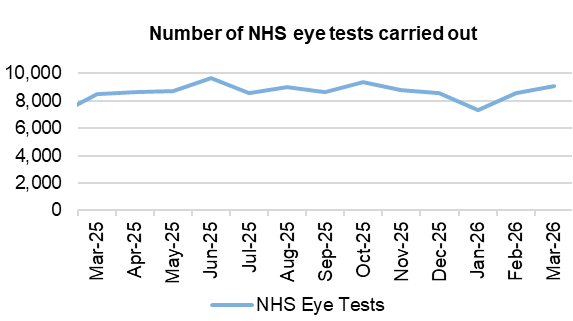 Number of NHS eye tests carried out
10,000
8,000
6,000
4,000
2,000
0
Mar-25
Apr-25
May-25
Jun-25
Jul-25
Aug-25
Sep-25
Oct-25
Nov-25
Dec-25
Jan-26
Feb-26
Mar-26
NHS Eye Tests